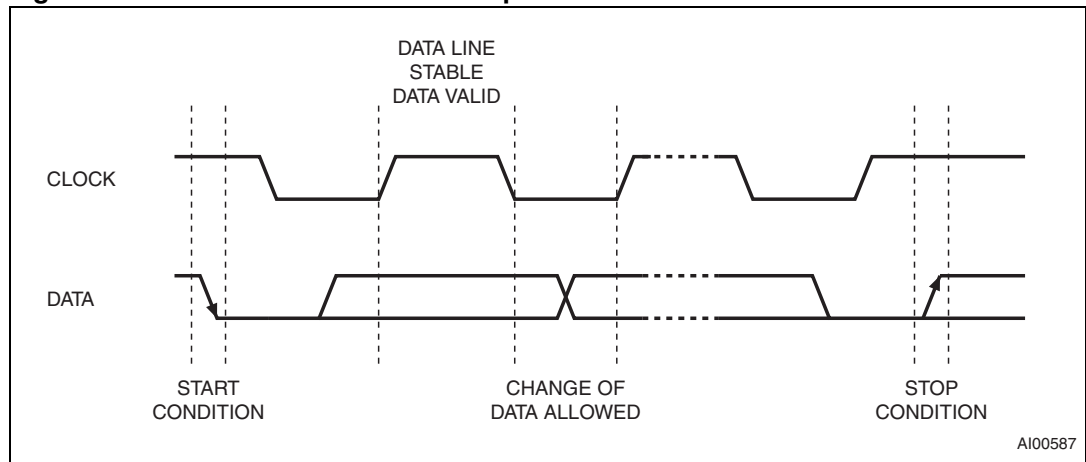 DATA LINE
STABLE
DATA VALID
CLOCK
DATA
START
CONDITION
CHANGE OF
DATA ALLOWED
STOP
CONDITION
AI00587